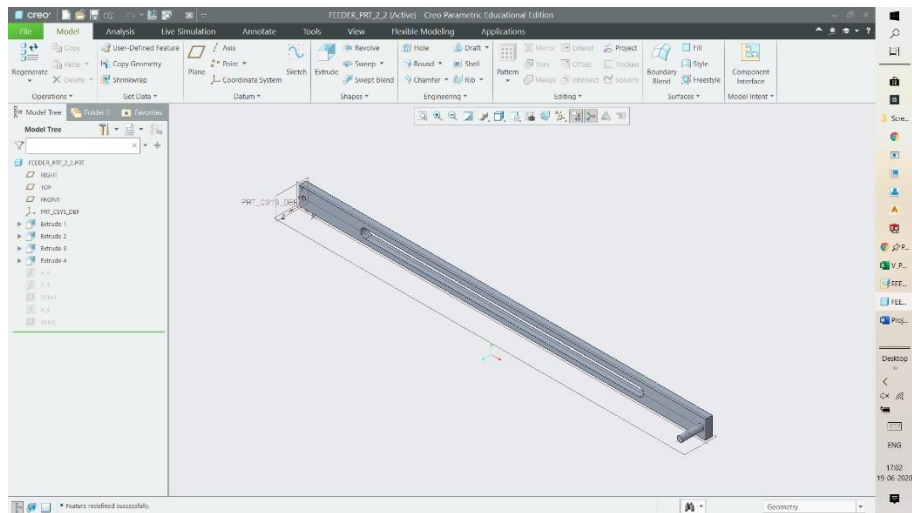 creo
FEEDER_PRT_2_2 (Active) - Creo Parametric Educational Edition
File Model Analysis Live Simulation Annotate Tools View Flexible Modeling Applications
Regenerate
Copy
Paste
Delete
Operations
User-Defined Feature
Copy Geometry
Shrinkwrap
Get Data
Plane
Axis
Point
Coordinate System
Sketch
Datum
Extrude
Revolve
Sweep
Swept Blend
Shapes
Hole
Round
Chamfer
Draft
Shell
Rib
Engineering
Pattern
Mirror
Trim
Merge
Extend
Offset
Intersect
Project
Thicken
Solidify
Editing
Boundary
Blend
Fill
Style
Freestyle
Surfaces
Component
Interface
Model Intent
Model Tree
Favorites
Model Tree
FEEDER_PRT_2_2.PRT
RIGHT
TOP
FRONT
PRT_CSYS_DEF
Extrude 1
Extrude 2
Extrude 3
Extrude 4
PRT_CSYS_DEF
Feature redefined successfully.
Geometry
Scre...
P...
V_P...
FEE...
FEE...
Proj...
Desktop
ENG
17:02
19-06-2020